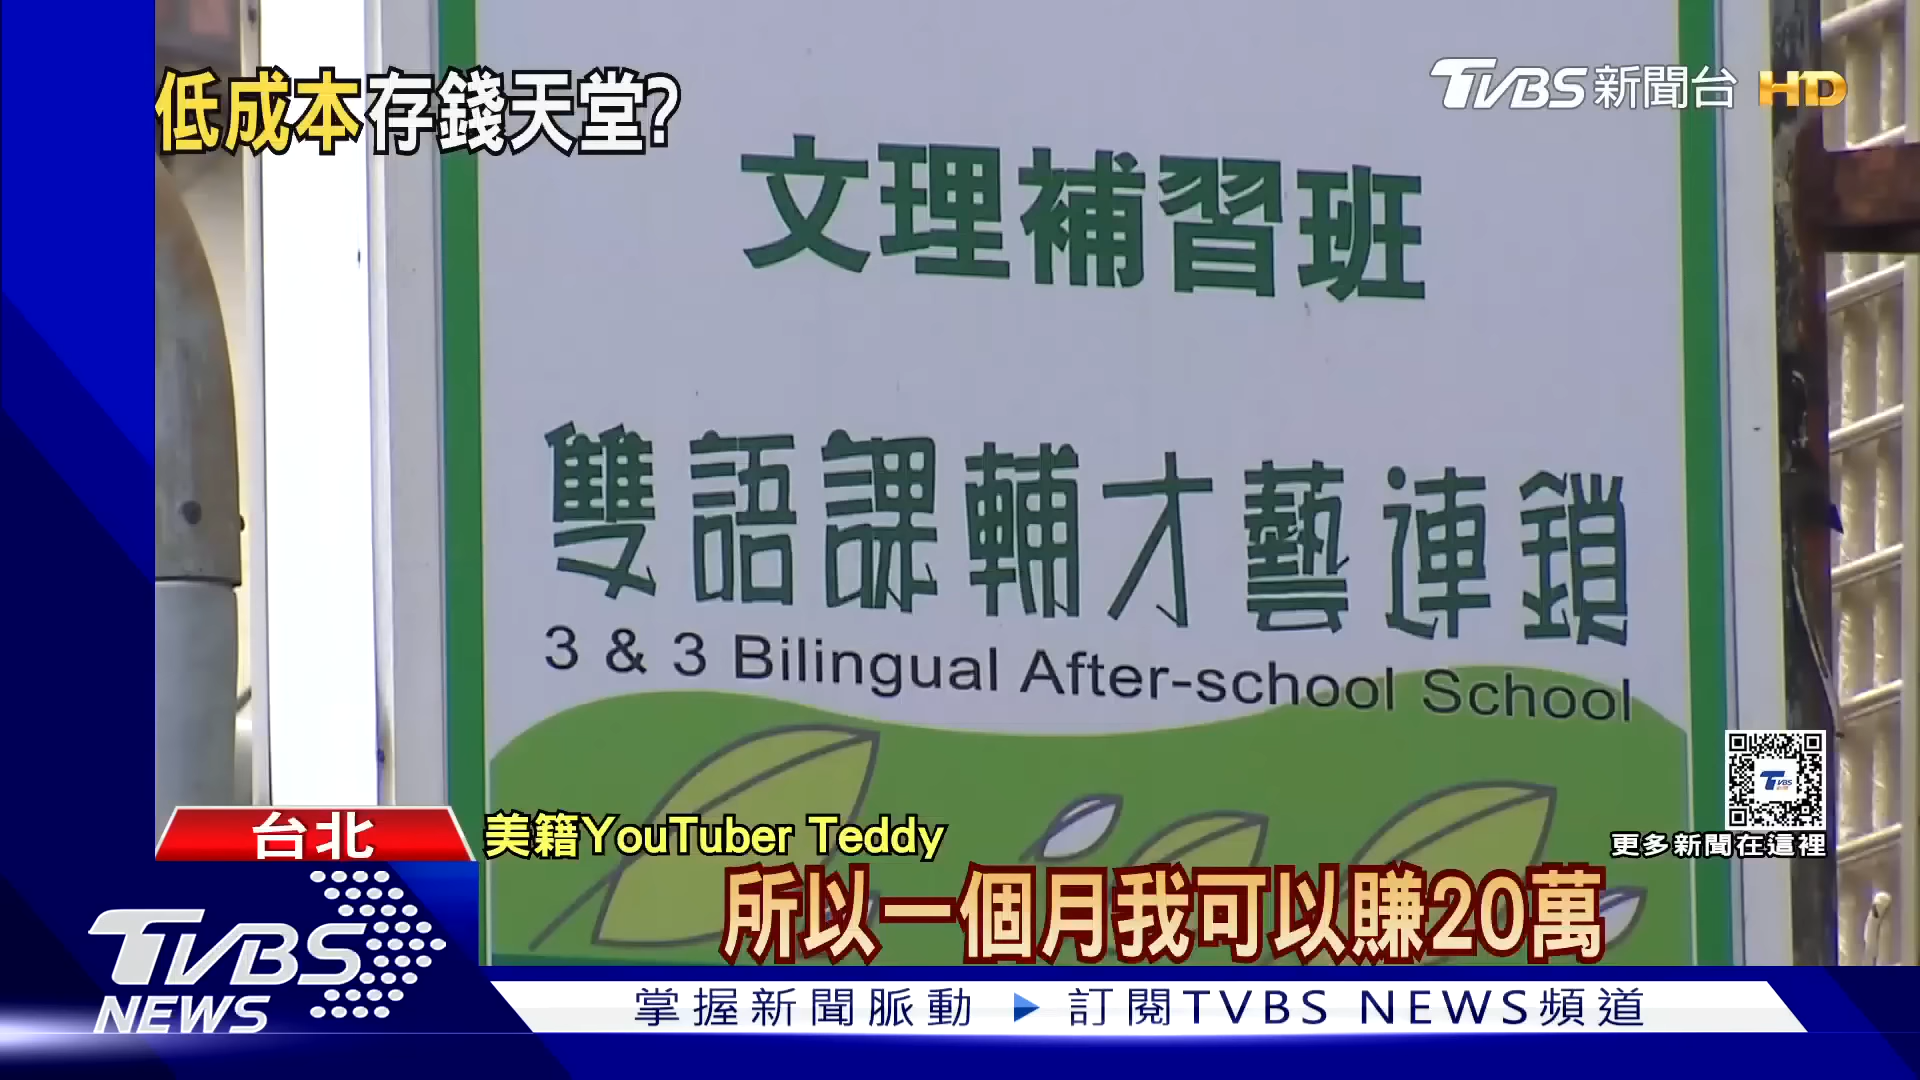 低成本存錢天堂?
TVBS新聞台 HD
文理補習班
雙語課輔才藝連鎖
3 & 3 Bilingual After-school School
TVBS
更多新聞在這裡
台北
美籍YouTuber Teddy
所以一個月我可以賺20萬
TVBS
NEWS
掌握新聞脈動 ▶ 訂閱TVBS NEWS頻道